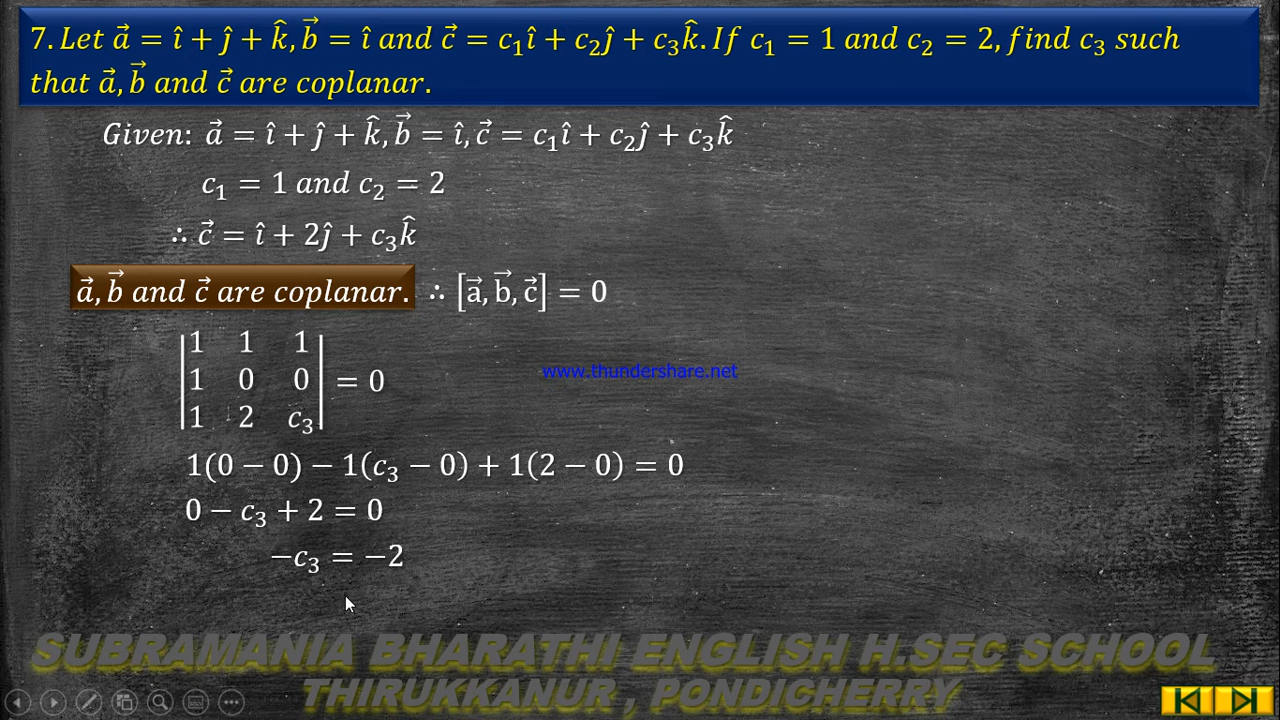 7. Let a⃗ = î + ĵ + k̂, b⃗ = î and c⃗ = c₁î + c₂ĵ + c₃k̂. If c₁ = 1 and c₂ = 2, find c₃ such
that a⃗, b⃗ and c⃗ are coplanar.
Given: a⃗ = î + ĵ + k̂, b⃗ = î, c⃗ = c₁î + c₂ĵ + c₃k̂
c₁ = 1 and c₂ = 2
∴ c⃗ = î + 2ĵ + c₃k̂
a⃗, b⃗ and c⃗ are coplanar. ∴ [a⃗, b⃗, c⃗] = 0
|1 1 1|
|1 0 0| = 0
|1 2 c₃|
www.thundershare.net
1(0 − 0) − 1(c₃ − 0) + 1(2 − 0) = 0
0 − c₃ + 2 = 0
−c₃ = −2
SUBRAMANIA BHARATHI ENGLISH H.SEC SCHOOL
THIRUKKANUR , PONDICHERRY